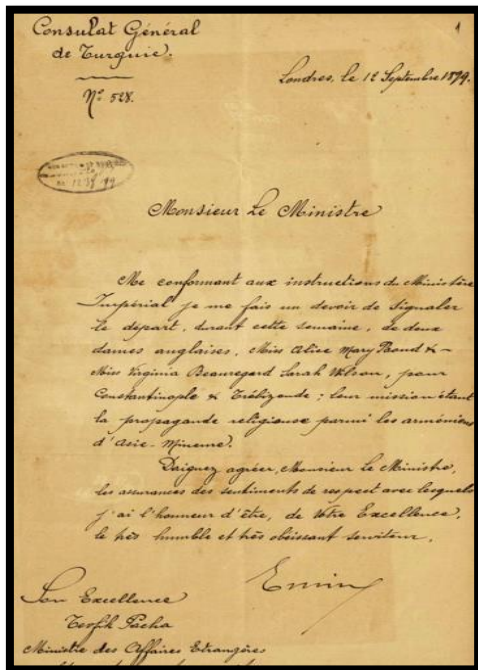 Consulat Général
de Turquie.
Nº 528.
1
Londres, le 12 Septembre 1899.
Monsieur Le Ministre
Me conformant aux instructions du Ministère
Impérial je me fais un devoir de Signaler
le départ, durant cette semaine, de deux
dames anglaises, Miss Alice Mary &
Miss Virginia Beauregard Sarah Wilson, pour
Constantinople & Trébizonde ; leur mission étant
la propagande religieuse parmi les arméniens
d'Asie-Mineure.
Daignez agréer, Monsieur Le Ministre,
les assurances des sentiments de respect avec lesquels
j'ai l'honneur d'être, de Votre Excellence,
le très humble et très obéissant serviteur,
Emin
Son Excellence
Tevfik Pacha
Ministre des Affaires Etrangères